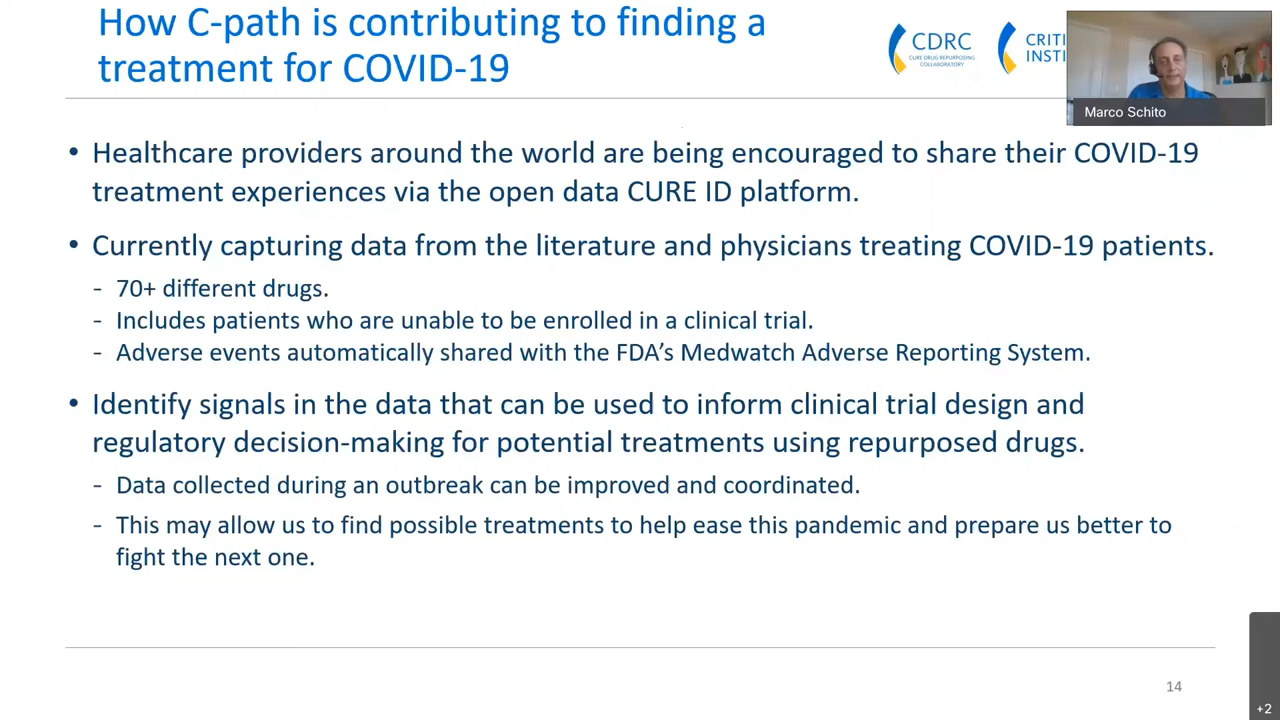 How C-path is contributing to finding a
treatment for COVID-19
CDRC
CURE DRUG REPURPOSING
COLLABORATORY
CRITI
INSTI
Marco Schito
• Healthcare providers around the world are being encouraged to share their COVID-19
treatment experiences via the open data CURE ID platform.
• Currently capturing data from the literature and physicians treating COVID-19 patients.
- 70+ different drugs.
- Includes patients who are unable to be enrolled in a clinical trial.
- Adverse events automatically shared with the FDA’s Medwatch Adverse Reporting System.
• Identify signals in the data that can be used to inform clinical trial design and
regulatory decision-making for potential treatments using repurposed drugs.
- Data collected during an outbreak can be improved and coordinated.
- This may allow us to find possible treatments to help ease this pandemic and prepare us better to
fight the next one.
14
+2